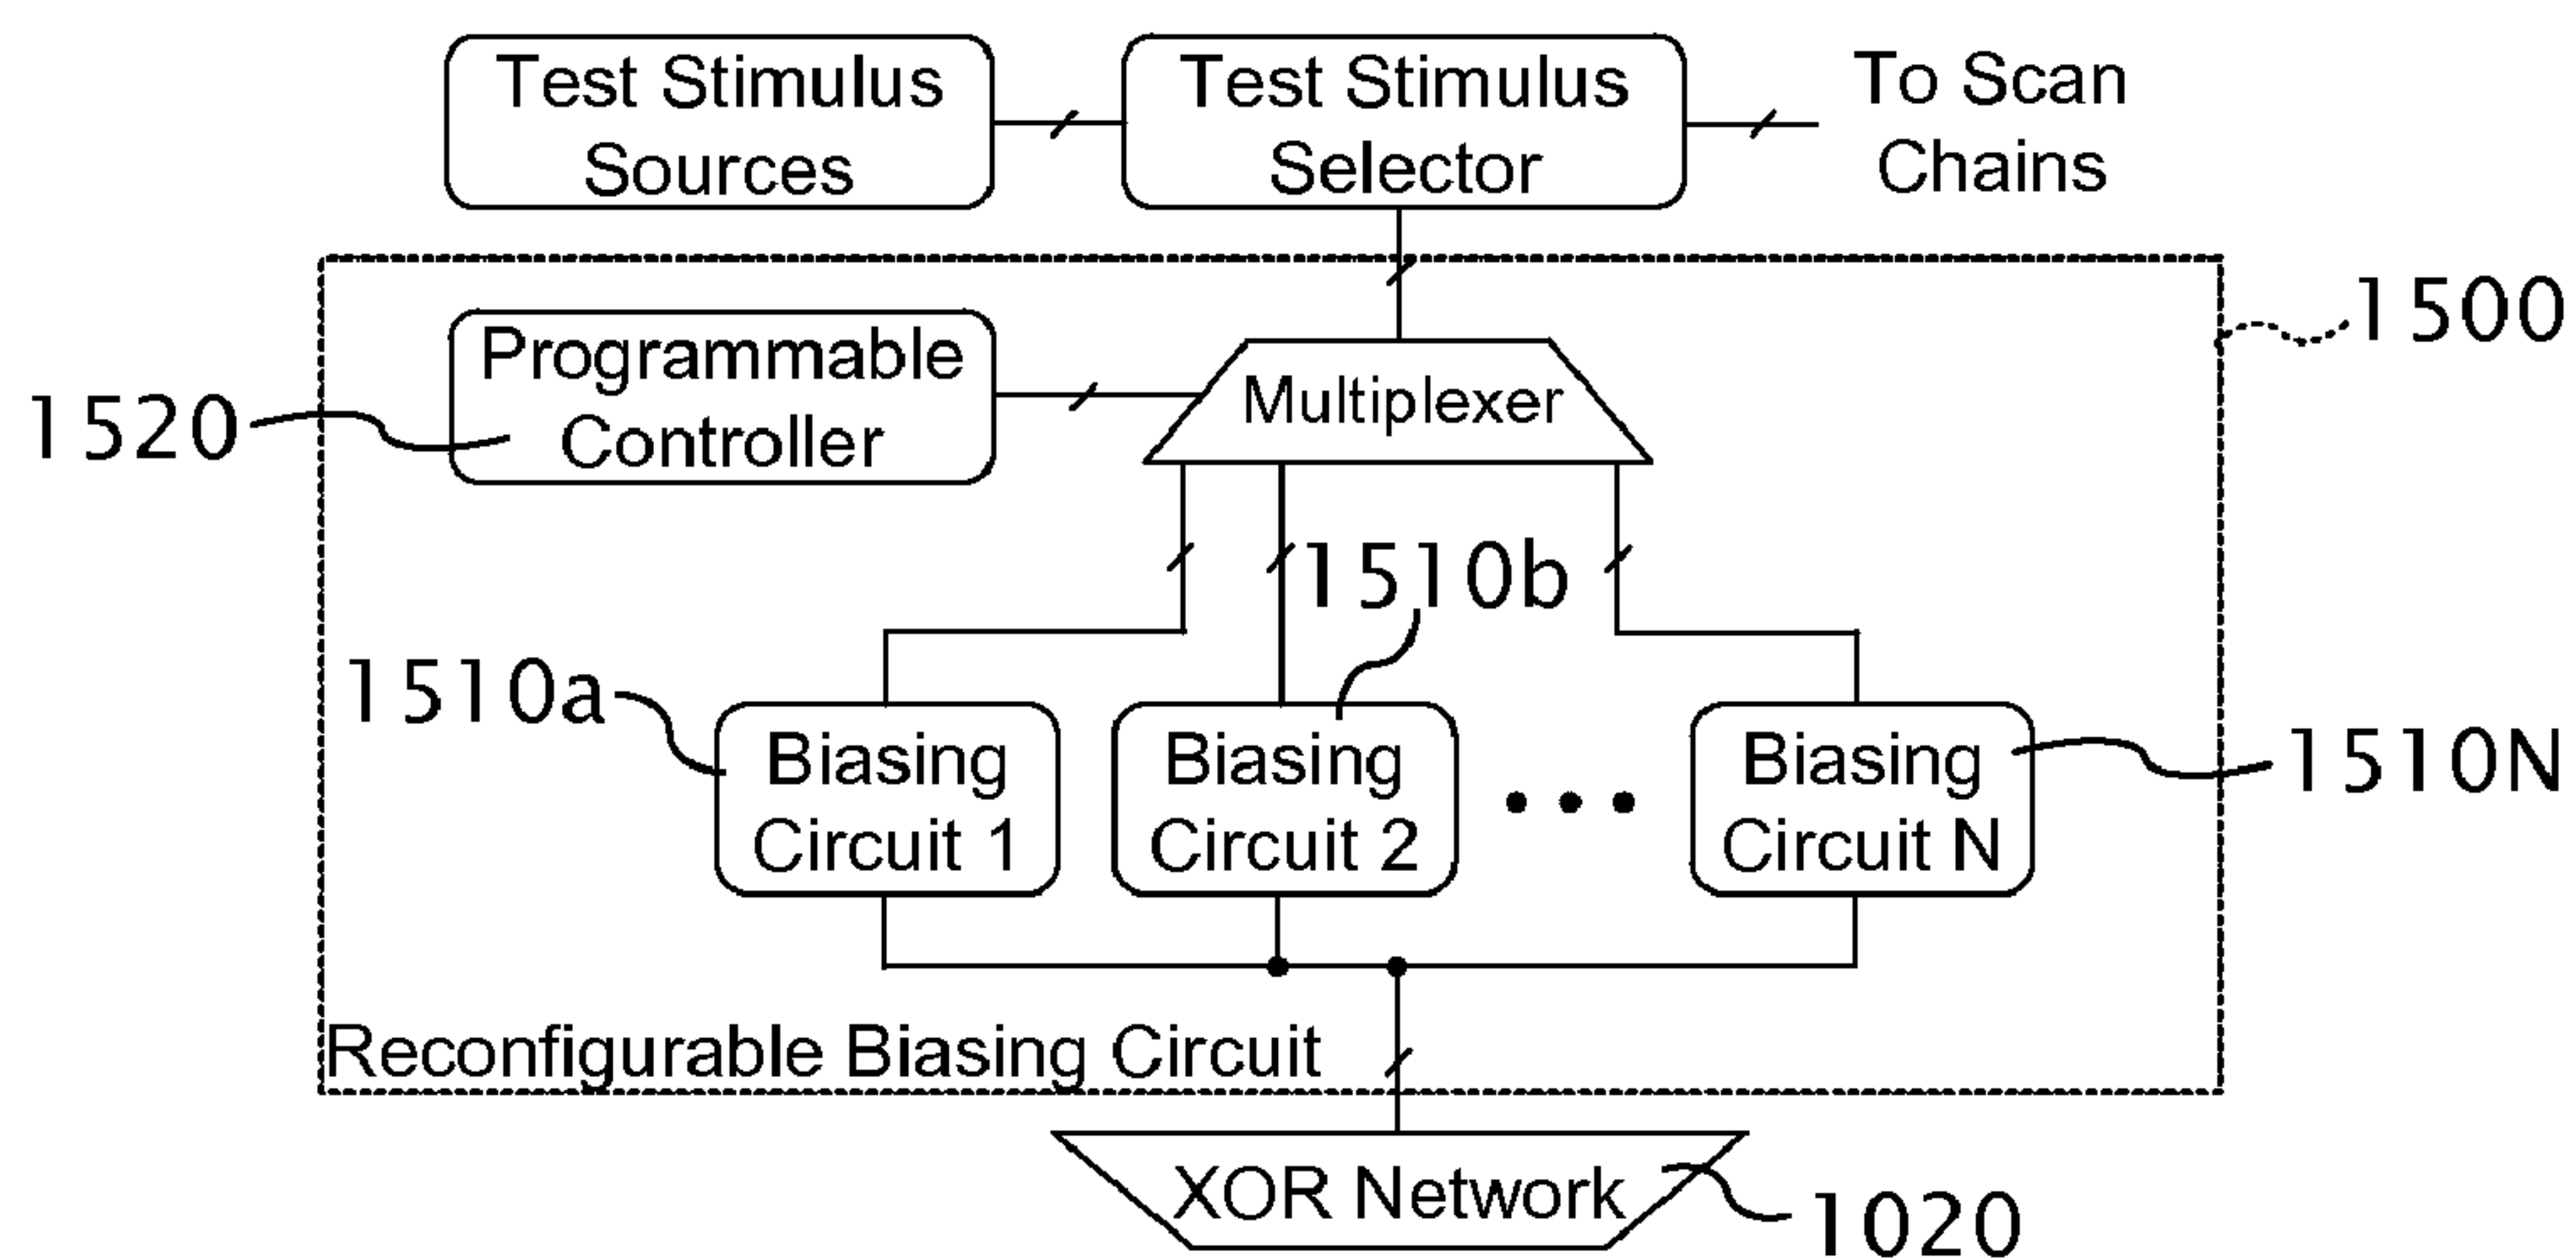 Test Stimulus
Sources
Test Stimulus
Selector
To Scan
Chains
1500
Programmable
Controller
Multiplexer
1520
1510b
1510a
Biasing
Circuit 1
Biasing
Circuit 2
Biasing
Circuit N
1510N
Reconfigurable Biasing Circuit
XOR Network
1020